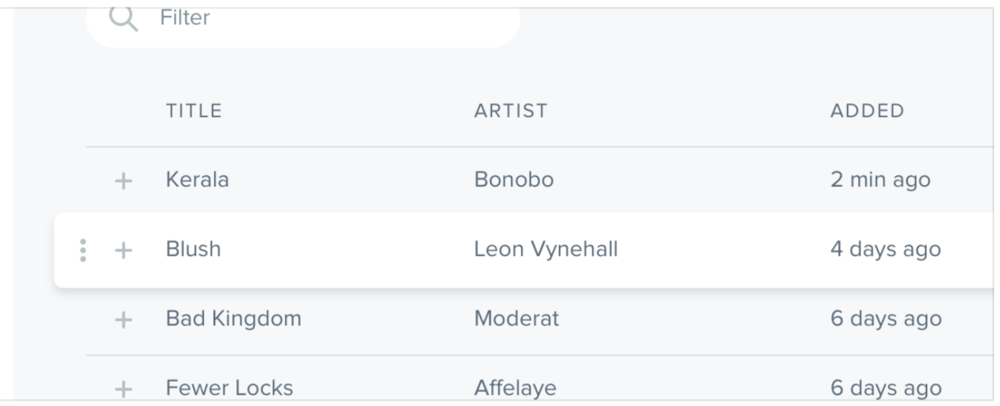 Filter
TITLE ARTIST ADDED
Kerala Bonobo 2 min ago
Blush Leon Vynehall 4 days ago
Bad Kingdom Moderat 6 days ago
Fewer Locks Affelaye 6 days ago